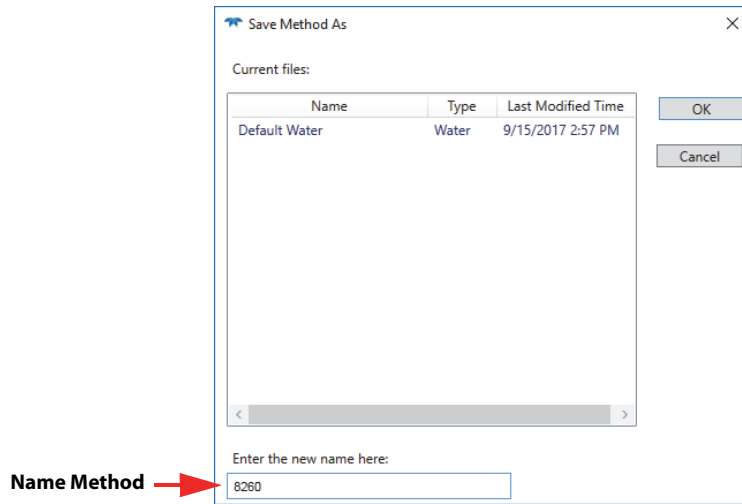 Save Method As
Current files:
Name Type Last Modified Time
OK
Default Water Water 9/15/2017 2:57 PM
Cancel
Enter the new name here:
Name Method
8260